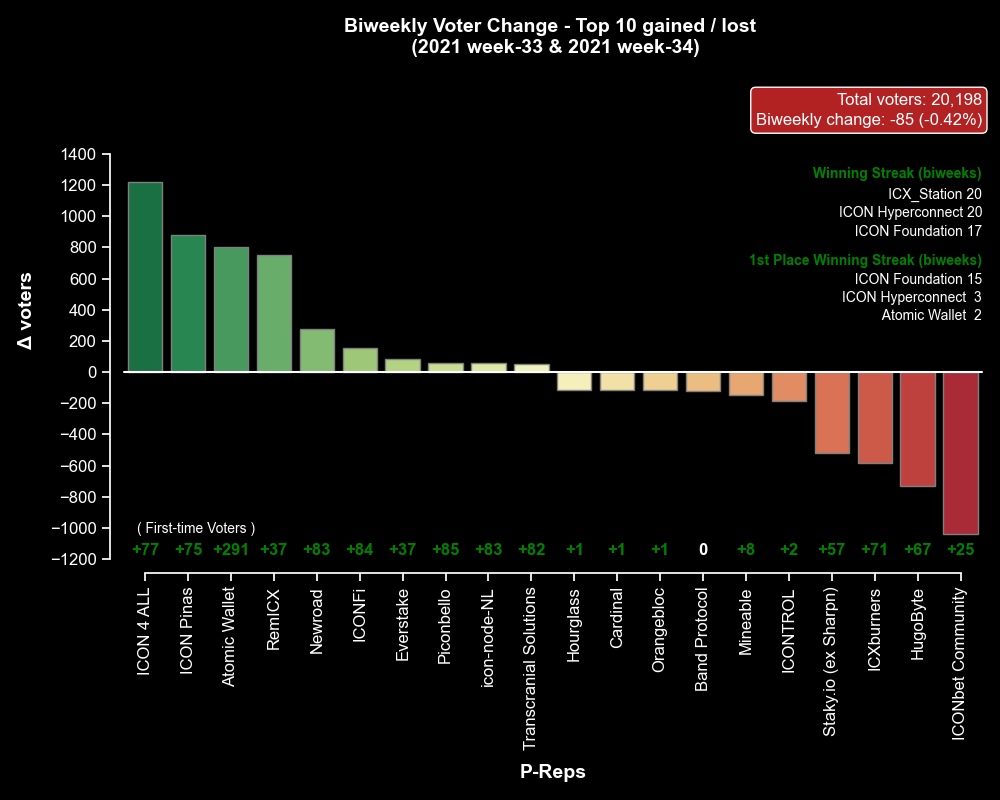 Biweekly Voter Change - Top 10 gained / lost
(2021 week-33 & 2021 week-34)
Total voters: 20,198
Biweekly change: -85 (-0.42%)
Winning Streak (biweeks)
ICX_Station 20
ICON Hyperconnect 20
ICON Foundation 17
1st Place Winning Streak (biweeks)
ICON Foundation 15
ICON Hyperconnect 3
Atomic Wallet 2
Δ voters
1400
1200
1000
800
600
400
200
0
−200
−400
−600
−800
−1000
−1200
( First-time Voters )
+77 +75 +291 +37 +83 +84 +37 +85 +83 +82 +1 +1 +1 0 +8 +2 +57 +71 +67 +25
ICON 4 ALL
ICON Pinas
Atomic Wallet
RemICX
Newroad
ICONFi
Everstake
Piconbello
icon-node-NL
Transcranial Solutions
Hourglass
Cardinal
Orangebloc
Band Protocol
Mineable
ICONTROL
Staky.io (ex Sharpn)
ICXburners
HugoByte
ICONbet Community
P-Reps